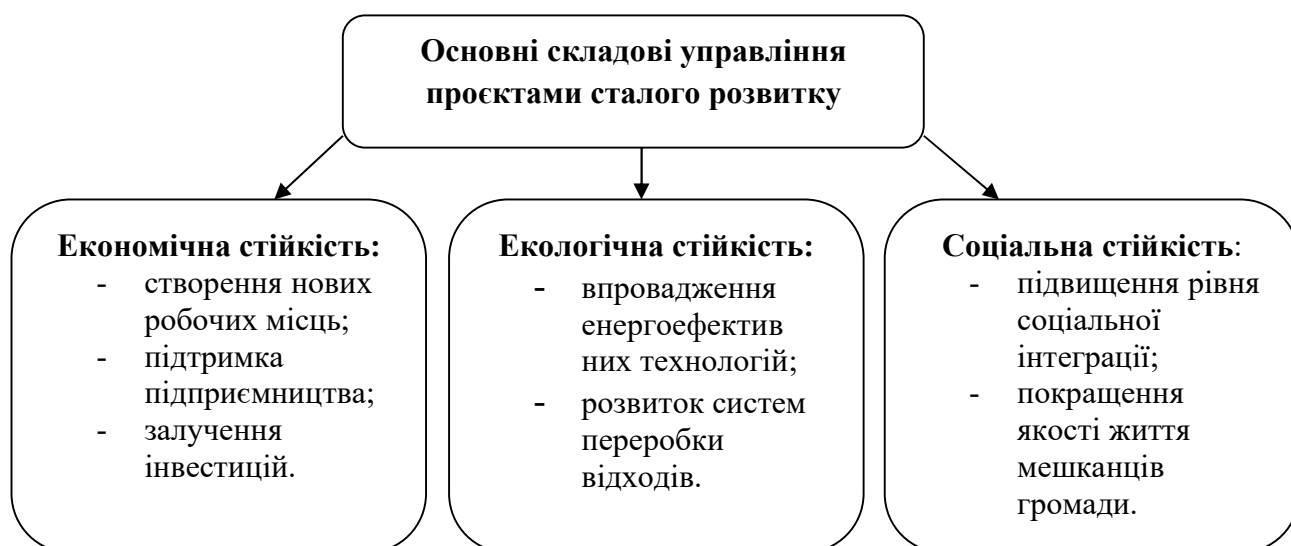 Основні складові управління
проєктами сталого розвитку
Економічна стійкість:
- створення нових
робочих місць;
- підтримка
підприємництва;
- залучення
інвестицій.
Екологічна стійкість:
- впровадження
енергоефектив
них технологій;
- розвиток систем
переробки
відходів.
Соціальна стійкість:
- підвищення рівня
соціальної
інтеграції;
- покращення
якості життя
мешканців
громади.